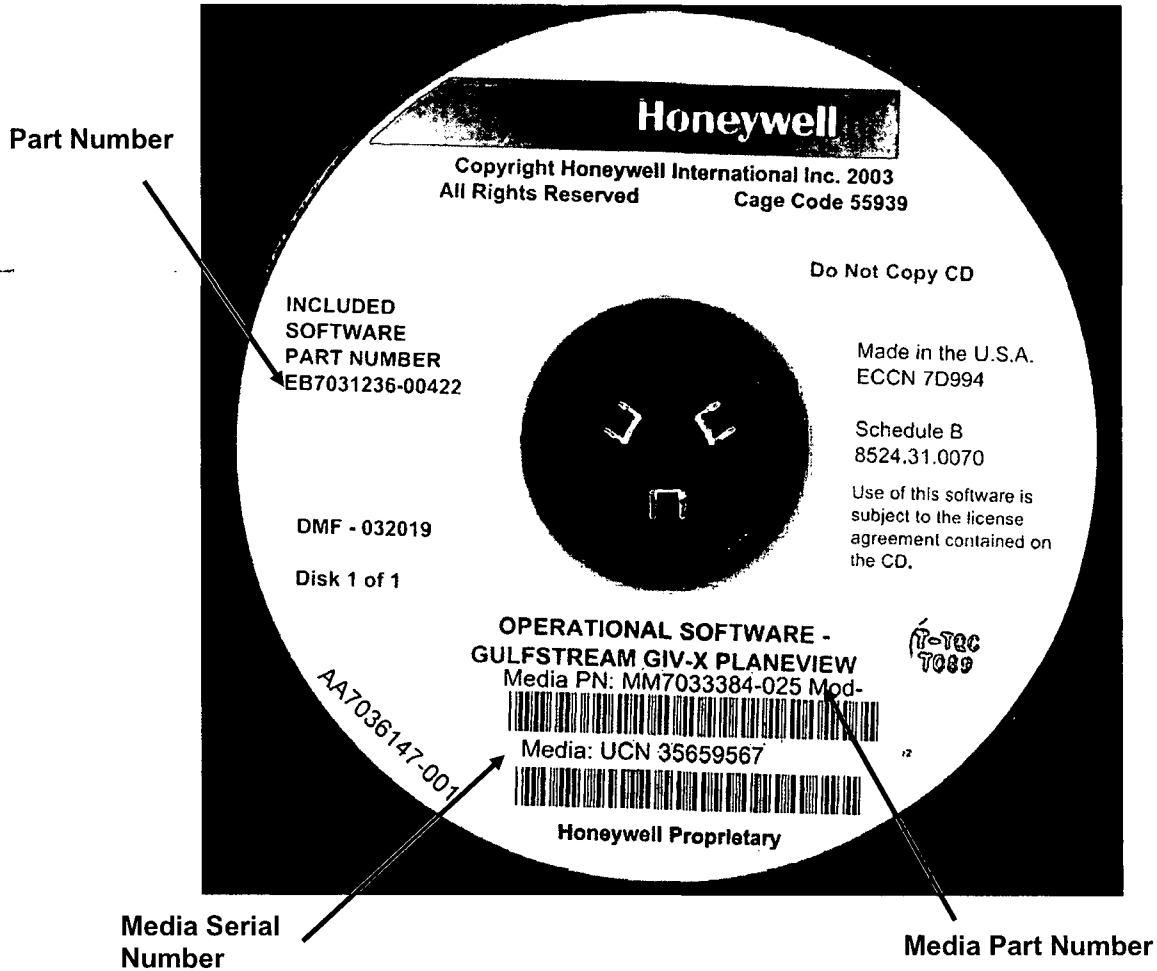 Part Number
Honeywell
Copyright Honeywell International Inc. 2003
All Rights Reserved Cage Code 55939
Do Not Copy CD
INCLUDED
SOFTWARE
PART NUMBER
EB7031236-00422
Made in the U.S.A.
ECCN 7D994
Schedule B
8524.31.0070
Use of this software is
subject to the license
agreement contained on
the CD.
DMF - 032019
Disk 1 of 1
OPERATIONAL SOFTWARE -
GULFSTREAM GIV-X PLANEVIEW
Media PN: MM7033384-025 Mod-
Media: UCN 35659567
Honeywell Proprietary
AA7036147-001
Media Serial
Number
Media Part Number